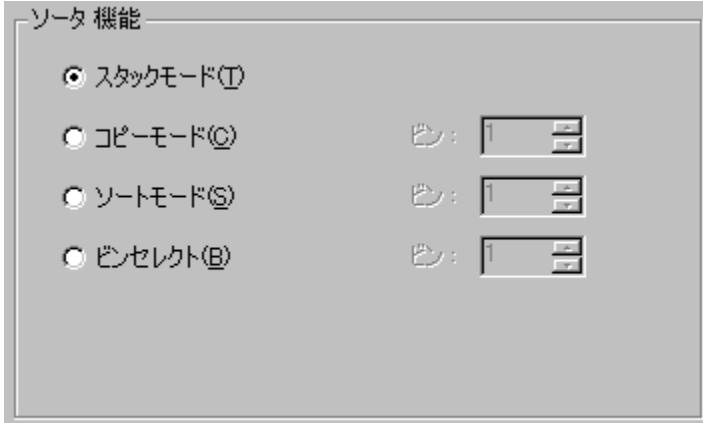 ソータ 機能
スタックモード(T)
コピーモード(C) ビン: 1
ソートモード(S) ビン: 1
ビンセレクト(B) ビン: 1